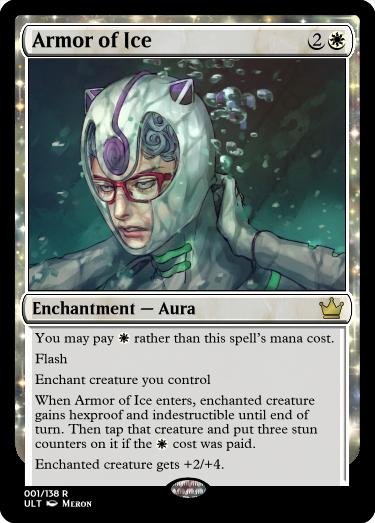 Armor of Ice 2
Enchantment — Aura
You may pay rather than this spell's mana cost.
Flash
Enchant creature you control
When Armor of Ice enters, enchanted creature
gains hexproof and indestructible until end of
turn. Then tap that creature and put three stun
counters on it if the cost was paid.
Enchanted creature gets +2/+4.
001/138 R
ULT Meron